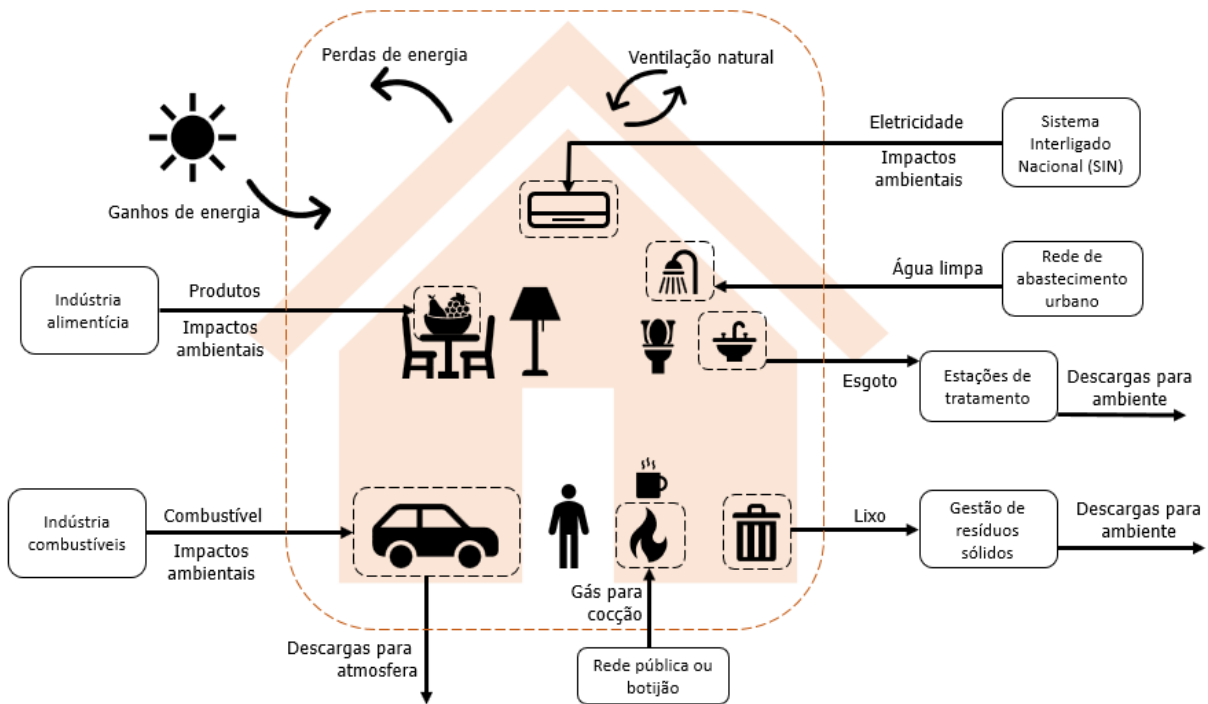 Perdas de energia
Ventilação natural
Eletricidade
Impactos
ambientais
Sistema
Interligado
Nacional (SIN)
Ganhos de energia
Indústria
alimentícia
Produtos
Impactos
ambientais
Água limpa
Rede de
abastecimento
urbano
Esgoto
Estações de
tratamento
Descargas para
ambiente
Indústria
combustíveis
Combustível
Impactos
ambientais
Lixo
Gestão de
resíduos
sólidos
Descargas para
ambiente
Gás para
cocção
Descargas para
atmosfera
Rede pública ou
botijão